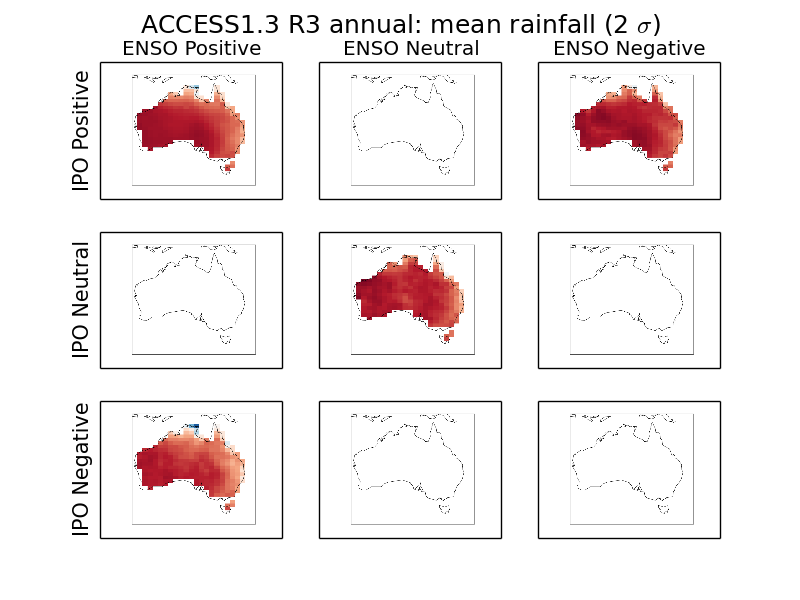 ACCESS1.3 R3 annual: mean rainfall (2 σ)
ENSO Positive
ENSO Neutral
ENSO Negative
IPO Positive
IPO Neutral
IPO Negative